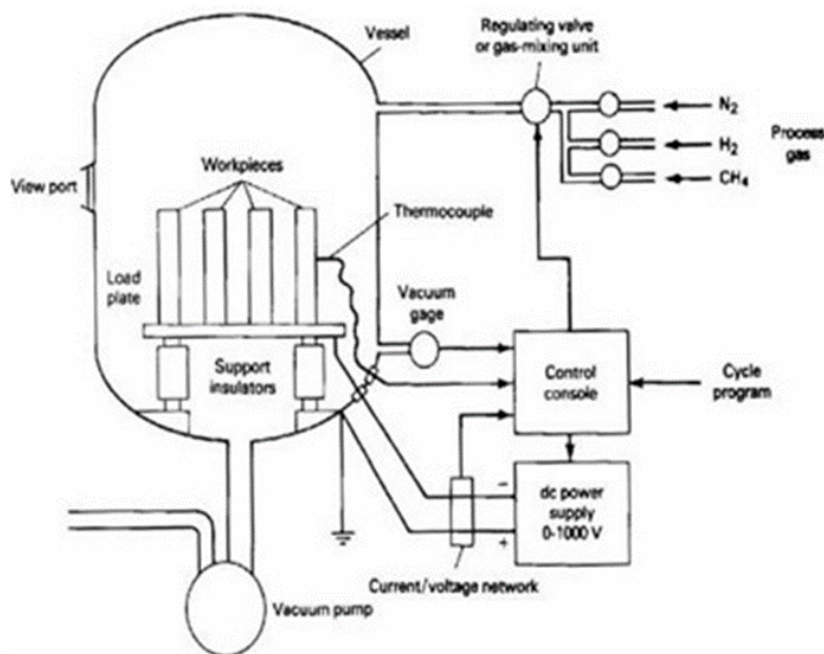 Vessel
Regulating valve
or gas-mixing unit
N₂
H₂
CH₄
Process
gas
View port
Workpieces
Thermocouple
Load
plate
Vacuum
gage
Support
insulators
Control
console
Cycle
program
dc power
supply
0-1000 V
−
+
Current/voltage network
Vacuum pump